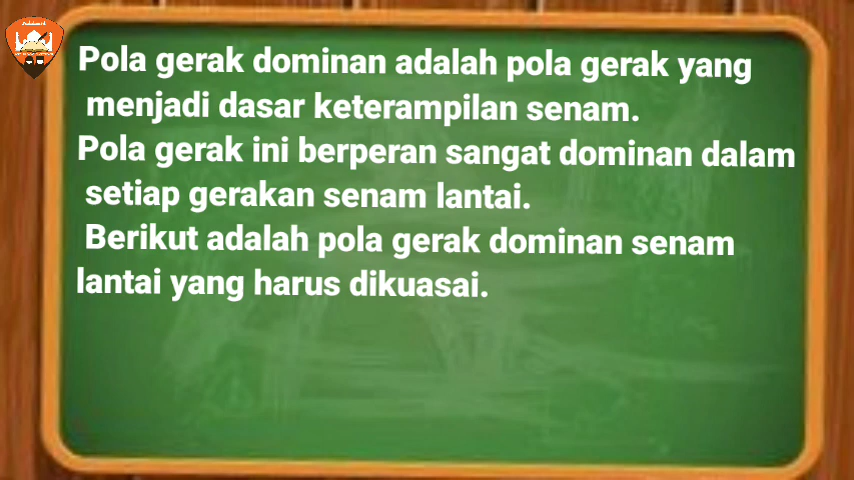 Pola gerak dominan adalah pola gerak yang
menjadi dasar keterampilan senam.
Pola gerak ini berperan sangat dominan dalam
setiap gerakan senam lantai.
Berikut adalah pola gerak dominan senam
lantai yang harus dikuasai.